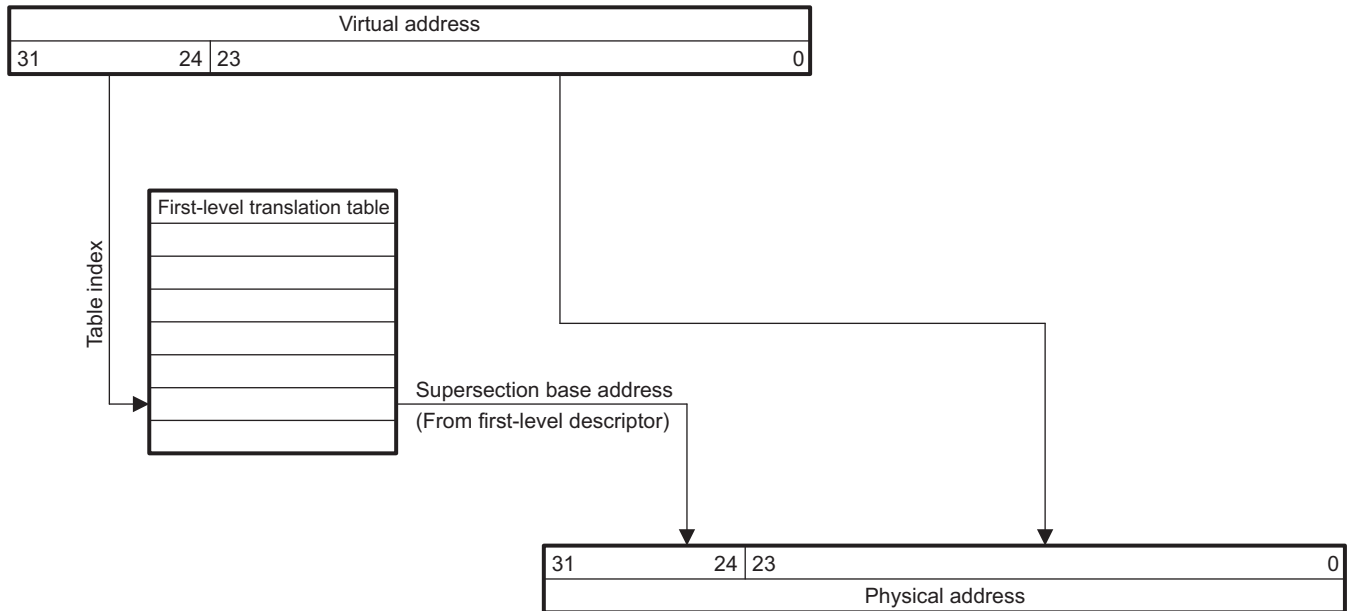 Virtual address
31 24 23 0
First-level translation table
Table index
Supersection base address
(From first-level descriptor)
31 24 23 0
Physical address